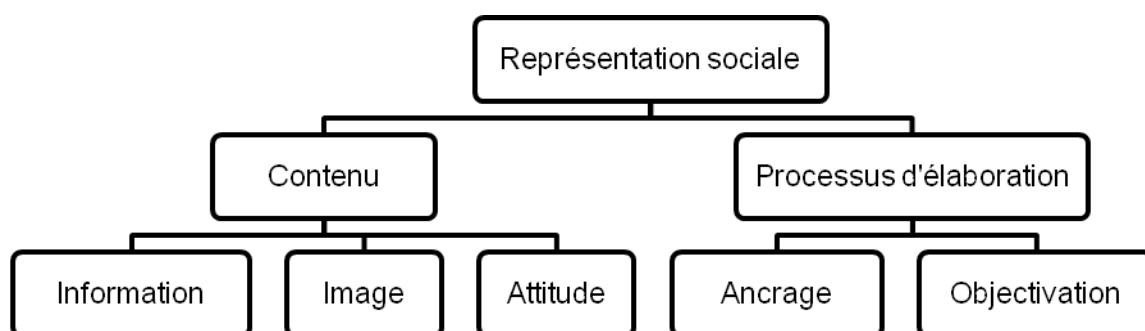 Représentation sociale
Contenu
Processus d'élaboration
Information
Image
Attitude
Ancrage
Objectivation